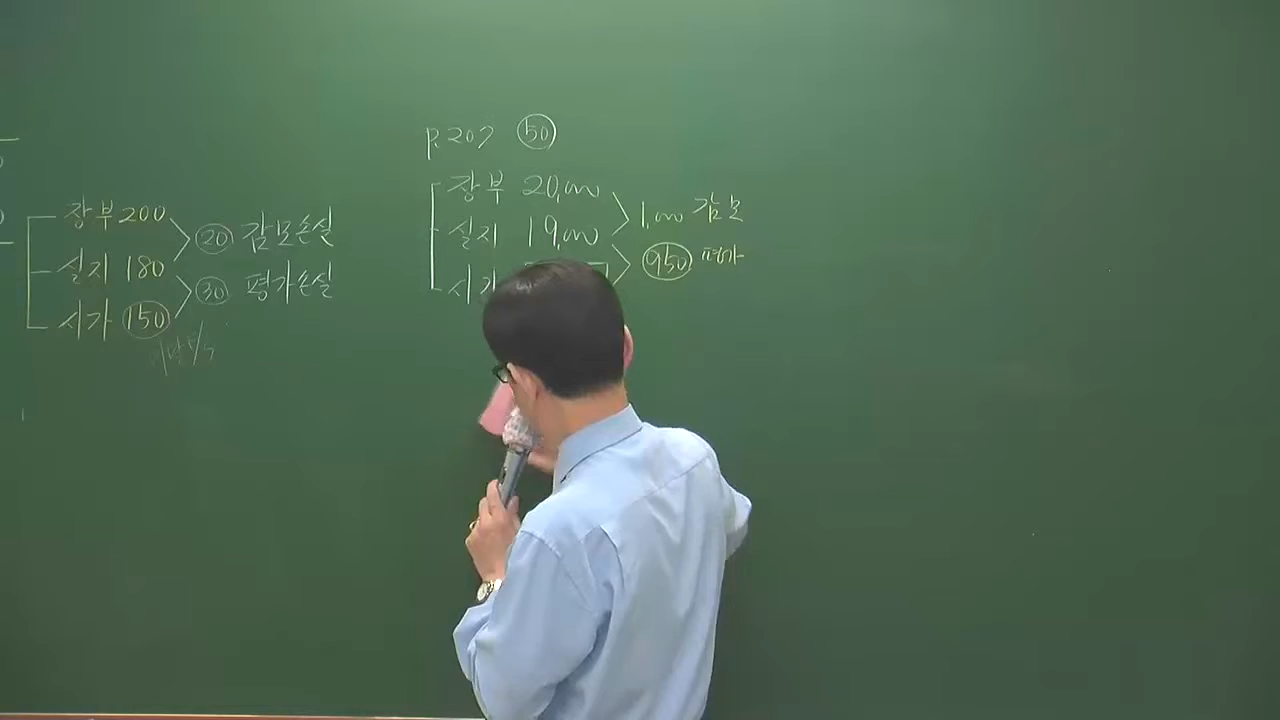 장부 200
실지 180
시가 150
20 감모손실
30 평가손실
p.207 50
장부 20,000
실지 19,000
시가
1,000 감모
950 평가